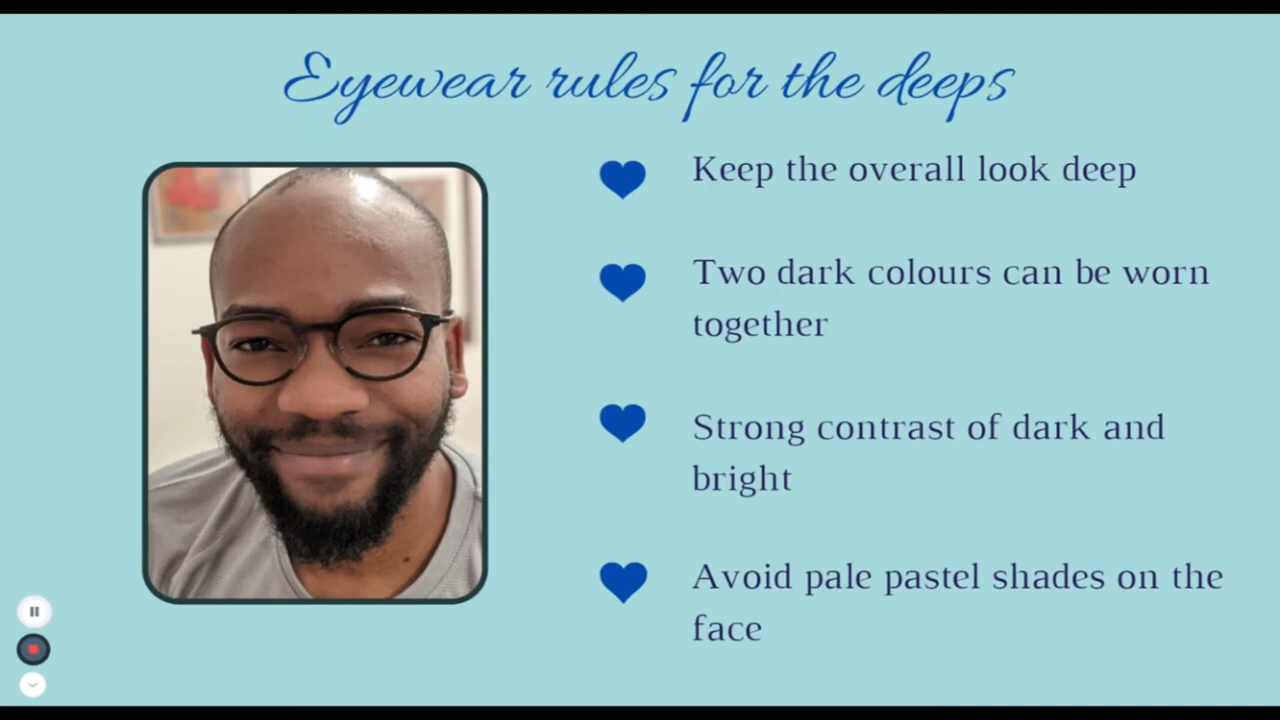 Eyewear rules for the deeps
Keep the overall look deep
Two dark colours can be worn
together
Strong contrast of dark and
bright
Avoid pale pastel shades on the
face